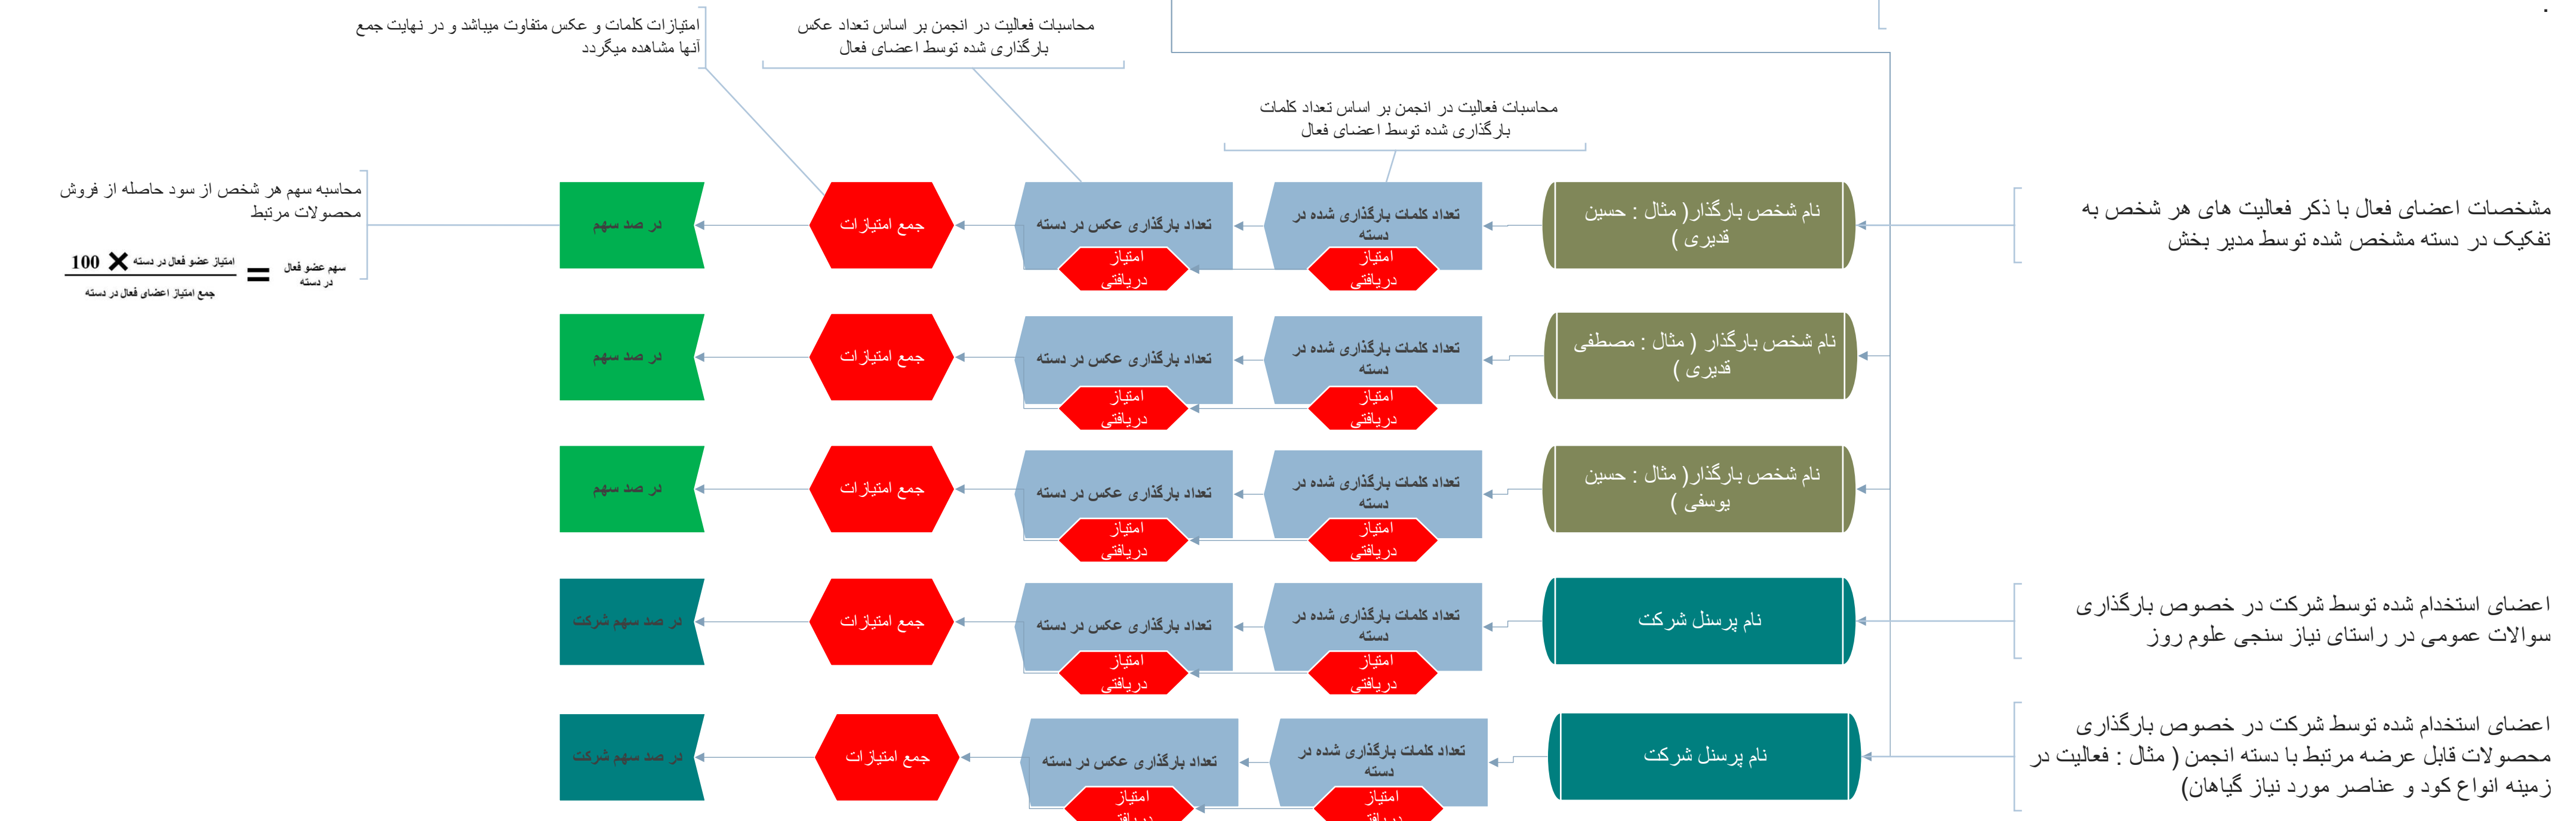 .
امتیازات کلمات و عکس متفاوت میباشد و در نهایت جمع
آنها مشاهده میگردد
محاسبات فعالیت در انجمن بر اساس تعداد عکس
بارگذاری شده توسط اعضای فعال
محاسبات فعالیت در انجمن بر اساس تعداد کلمات
بارگذاری شده توسط اعضای فعال
مشخصات اعضای فعال با ذکر فعالیت های هر شخص به
تفکیک در دسته مشخص شده توسط مدیر بخش
نام شخص بارگذار( مثال : حسین
قدیری )
تعداد کلمات بارگذاری شده در
دسته
امتیاز
دریافتی
تعداد بارگذاری عکس در دسته
امتیاز
دریافتی
جمع امتیازات
در صد سهم
محاسبه سهم هر شخص از سود حاصله از فروش
محصولات مرتبط
سهم عضو فعال
در دسته
=
امتیاز عضو فعال در دسته × 100
جمع امتیاز اعضای فعال در دسته
نام شخص بارگذار ( مثال : مصطفی
قدیری )
تعداد کلمات بارگذاری شده در
دسته
امتیاز
دریافتی
تعداد بارگذاری عکس در دسته
امتیاز
دریافتی
جمع امتیازات
در صد سهم
نام شخص بارگذار( مثال : حسین
یوسفی )
تعداد کلمات بارگذاری شده در
دسته
امتیاز
دریافتی
تعداد بارگذاری عکس در دسته
امتیاز
دریافتی
جمع امتیازات
در صد سهم
اعضای استخدام شده توسط شرکت در خصوص بارگذاری
سوالات عمومی در راستای نیاز سنجی علوم روز
نام پرسنل شرکت
تعداد کلمات بارگذاری شده در
دسته
امتیاز
دریافتی
تعداد بارگذاری عکس در دسته
امتیاز
دریافتی
جمع امتیازات
در صد سهم شرکت
اعضای استخدام شده توسط شرکت در خصوص بارگذاری
محصولات قابل عرضه مرتبط با دسته انجمن ( مثال : فعالیت در
زمینه انواع کود و عناصر مورد نیاز گیاهان)
نام پرسنل شرکت
تعداد کلمات بارگذاری شده در
دسته
امتیاز
دریافتی
تعداد بارگذاری عکس در دسته
امتیاز
دریافتی
جمع امتیازات
در صد سهم شرکت